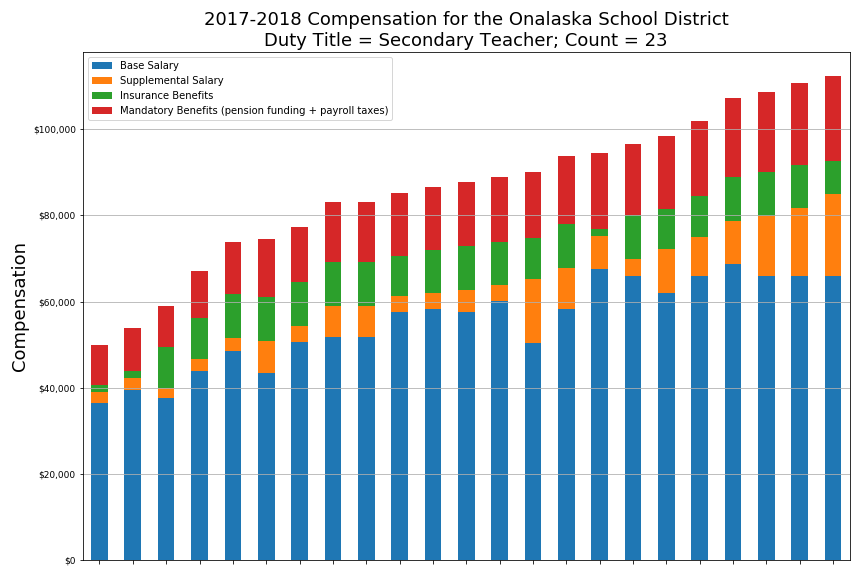 2017-2018 Compensation for the Onalaska School District
Duty Title = Secondary Teacher; Count = 23
Base Salary
Supplemental Salary
Insurance Benefits
Mandatory Benefits (pension funding + payroll taxes)
Compensation
$100,000
$80,000
$60,000
$40,000
$20,000
$0